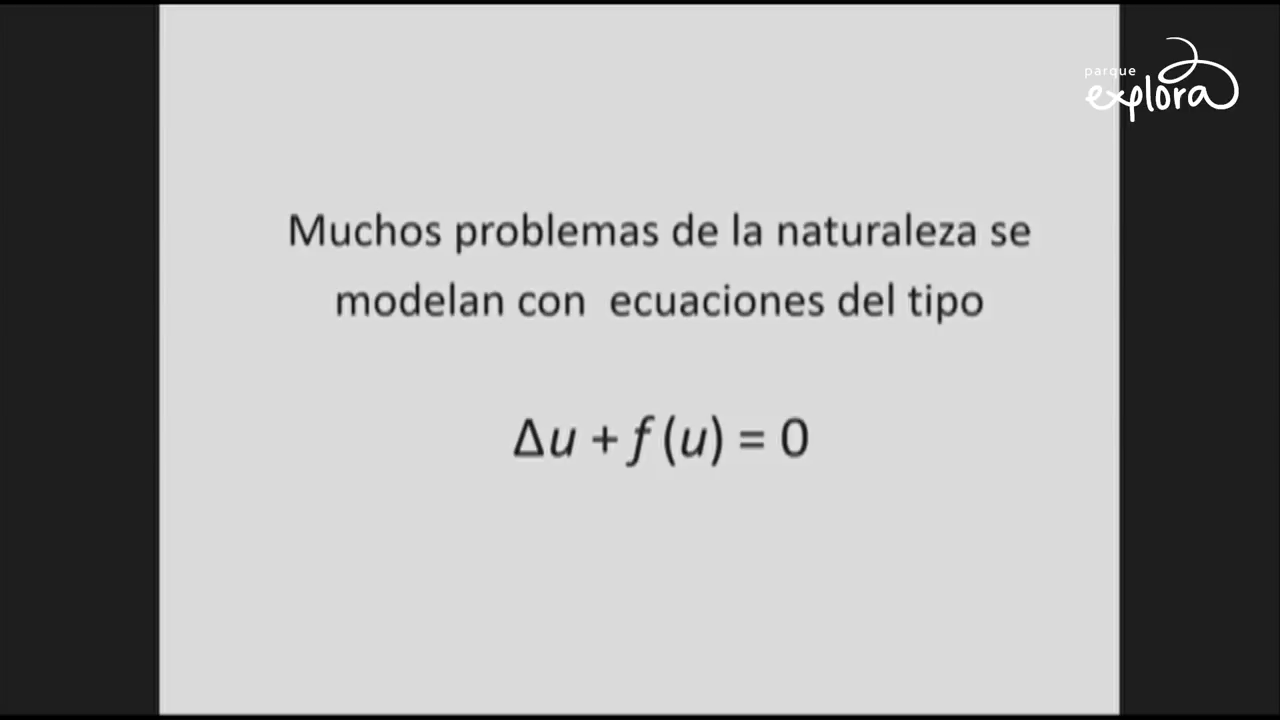 parque
explora
Muchos problemas de la naturaleza se
modelan con ecuaciones del tipo
Δu + f (u) = 0